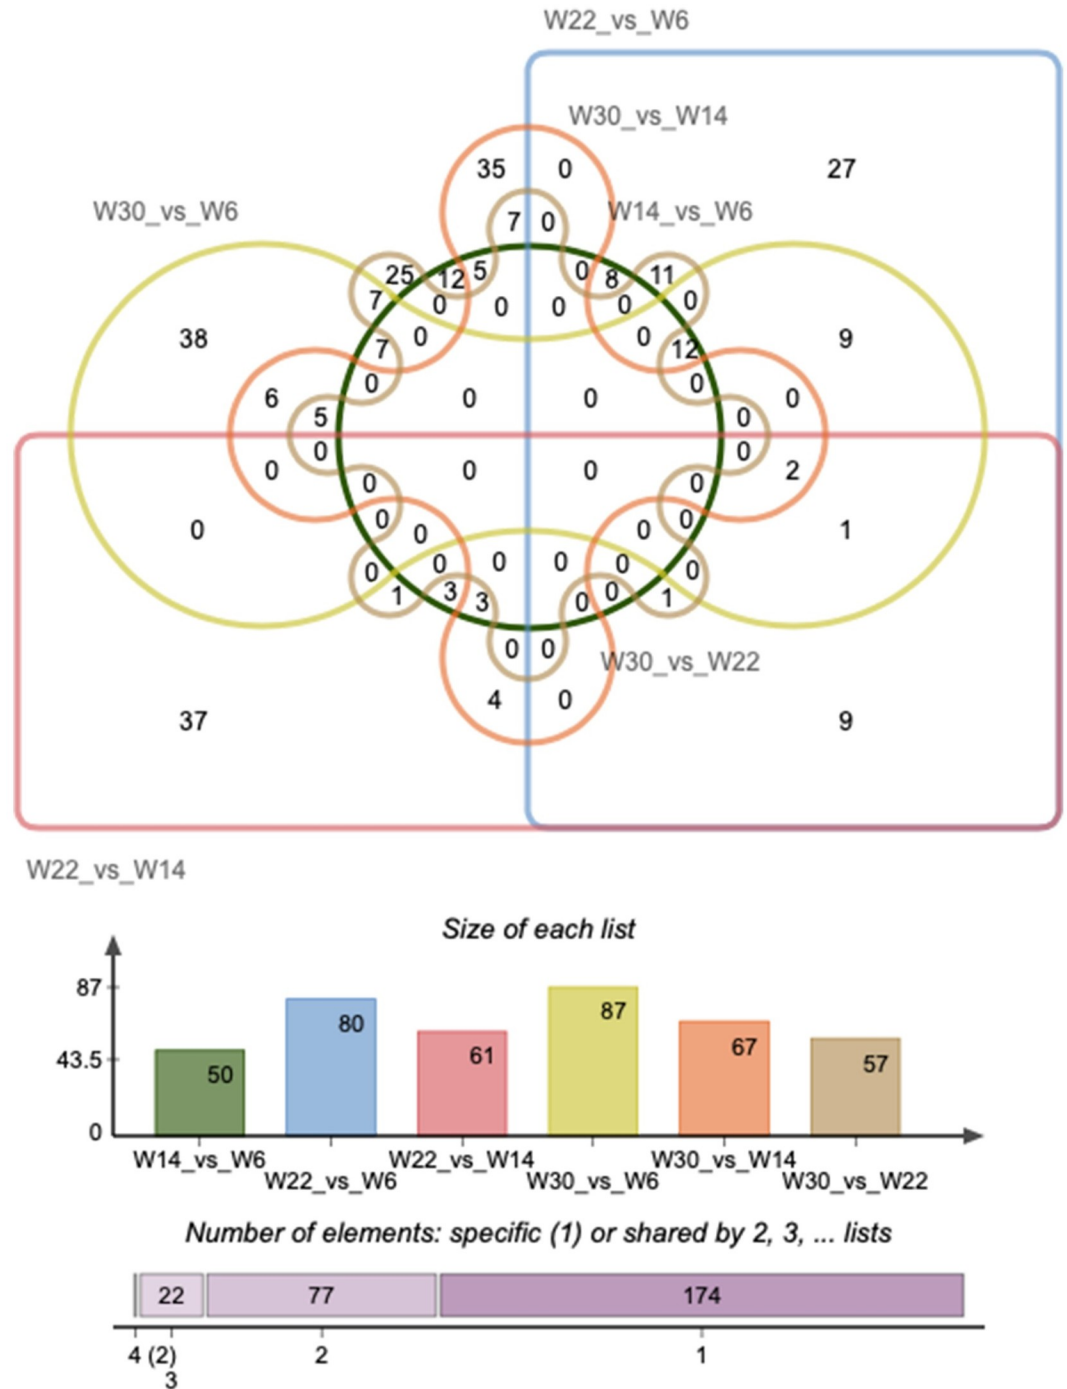 W22_vs_W6
W30_vs_W14
35 0 27
W30_vs_W6 7 0 W14_vs_W6
25 12 5 0 8 11
7 0 0 0 0 0
38 7 0 0 12 9
6 0 0 0 0 0
5 0
0 0
0 0 0 0 0 2
0 0 0 0 0 0 1
0 0 0 0 0 0
1 3 3 0 0 1
0 0 W30_vs_W22
4 0
37 9
W22_vs_W14
Size of each list
87
43.5
0
50 80 61 87 67 57
W14_vs_W6 W22_vs_W14 W30_vs_W14
W22_vs_W6 W30_vs_W6 W30_vs_W22
Number of elements: specific (1) or shared by 2, 3, ... lists
22 77 174
4 (2) 2 1
3